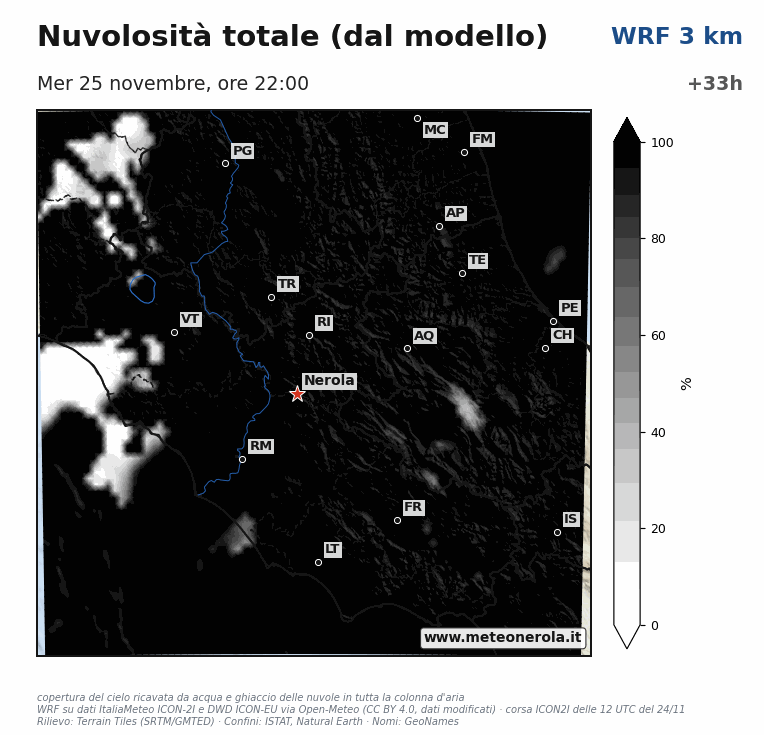 Nuvolosità totale (dal modello)
WRF 3 km
Mer 25 novembre, ore 22:00
+33h
MC
FM
PG
AP
TE
TR
PE
VT
RI
AQ
CH
Nerola
RM
FR
IS
LT
www.meteonerola.it
100
80
60
40
20
0
%
copertura del cielo ricavata da acqua e ghiaccio delle nuvole in tutta la colonna d'aria
WRF su dati ItaliaMeteo ICON-2I e DWD ICON-EU via Open-Meteo (CC BY 4.0, dati modificati) · corsa ICON2I delle 12 UTC del 24/11
Rilievo: Terrain Tiles (SRTM/GMTED) · Confini: ISTAT, Natural Earth · Nomi: GeoNames